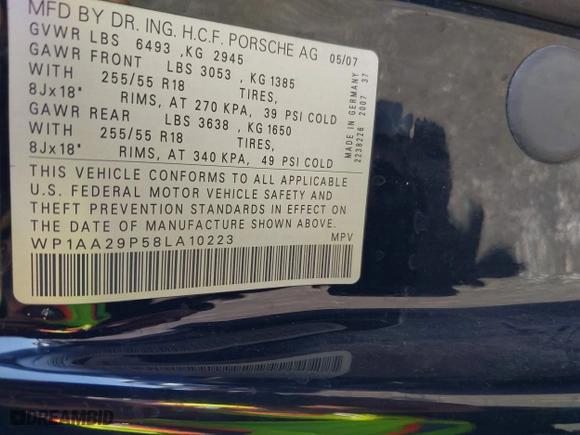 MFD BY DR. ING. H.C.F. PORSCHE AG 05/07
GVWR LBS 6493 ,KG 2945
GAWR FRONT LBS 3053 , KG 1385
WITH 255/55 R18 TIRES,
8Jx18" RIMS, AT 270 KPA, 39 PSI COLD
GAWR REAR LBS 3638 , KG 1650
WITH 255/55 R18 TIRES,
8Jx18" RIMS, AT 340 KPA, 49 PSI COLD
THIS VEHICLE CONFORMS TO ALL APPLICABLE
U.S. FEDERAL MOTOR VEHICLE SAFETY AND
THEFT PREVENTION STANDARDS IN EFFECT ON
THE DATE OF MANUFACTURE SHOWN ABOVE.
WP1AA29P58LA10223 MPV
MADE IN GERMANY
2238226 2007 37
DREAMBID